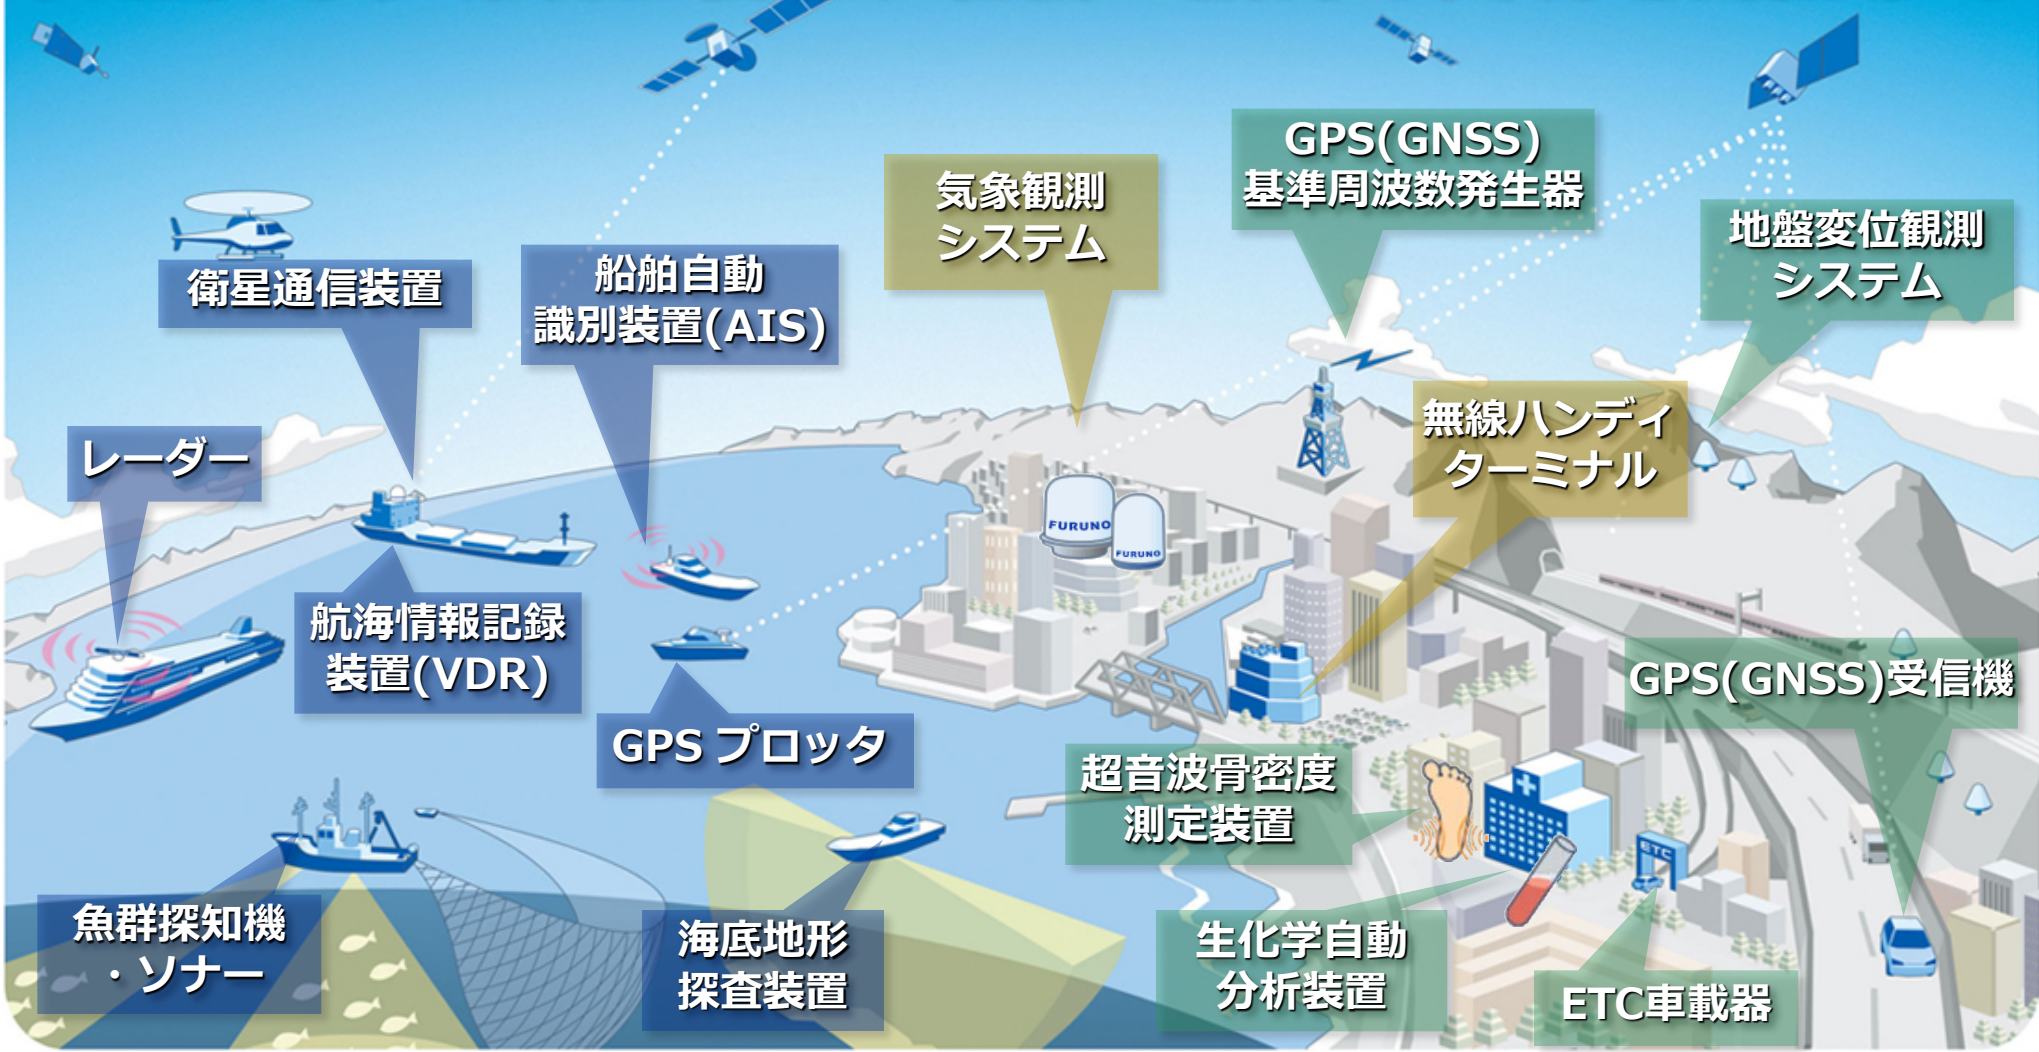 GPS(GNSS)
基準周波数発生器
気象観測
システム
地盤変位観測
システム
衛星通信装置
船舶自動
識別装置(AIS)
無線ハンディ
ターミナル
レーダー
FURUNO
FURUNO
航海情報記録
装置(VDR)
GPS(GNSS)受信機
GPS プロッタ
超音波骨密度
測定装置
ETC
魚群探知機
・ソナー
海底地形
探査装置
生化学自動
分析装置
ETC車載器